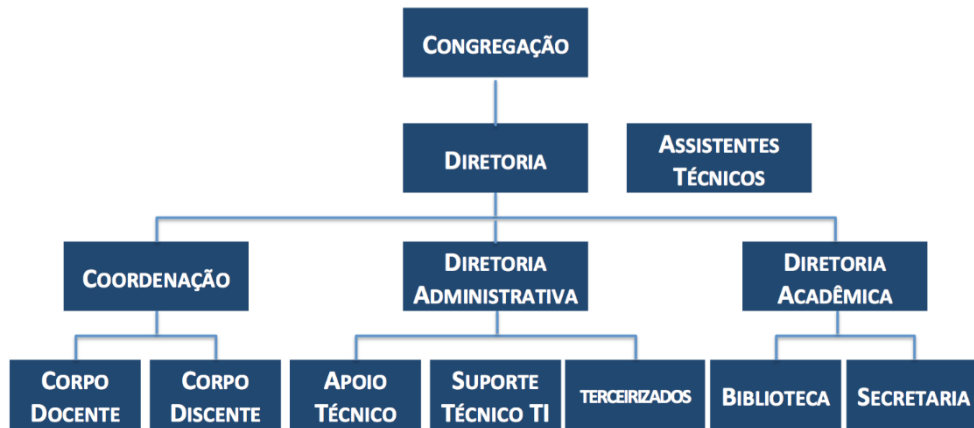 CONGREGAÇÃO
DIRETORIA
ASSISTENTES
TÉCNICOS
COORDENAÇÃO
DIRETORIA
ADMINISTRATIVA
DIRETORIA
ACADÊMICA
CORPO
DOCENTE
CORPO
DISCENTE
APOIO
TÉCNICO
SUPORTE
TÉCNICO TI
TERCEIRIZADOS
BIBLIOTECA
SECRETARIA